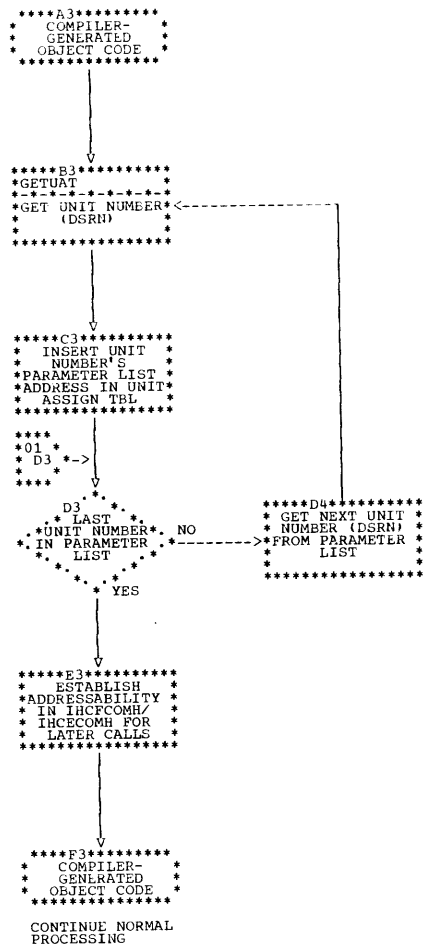 *****A3**********
COMPILER-
GENERATED
OBJECT CODE
*****B3**********
*GETUAT *
*-*-*-*-*-*-*-*-*
*GET UNIT NUMBER*
(DSRN)
*****C3**********
INSERT UNIT
NUMBER'S
PARAMETER LIST
ADDRESS IN UNIT
ASSIGN TBL
****
*01 *
* D3 *->
****
D3
LAST
UNIT NUMBER
IN PARAMETER
LIST
NO
YES
*****D4**********
GET NEXT UNIT
NUMBER (DSRN)
FROM PARAMETER
LIST
*****E3**********
ESTABLISH
ADDRESSABILITY
IN IHCFCOMH/
IHCECOMH FOR
LATER CALLS
****F3*********
COMPILER-
GENERATED
OBJECT CODE
CONTINUE NORMAL
PROCESSING